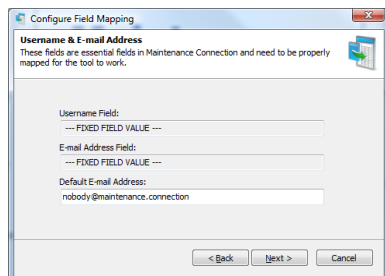 Configure Field Mapping
Username & E-mail Address
These fields are essential fields in Maintenance Connection and need to be properly
mapped for the tool to work.
Username Field:
--- FIXED FIELD VALUE ---
E-mail Address Field:
--- FIXED FIELD VALUE ---
Default E-mail Address:
nobody@maintenance.connection
< Back Next > Cancel